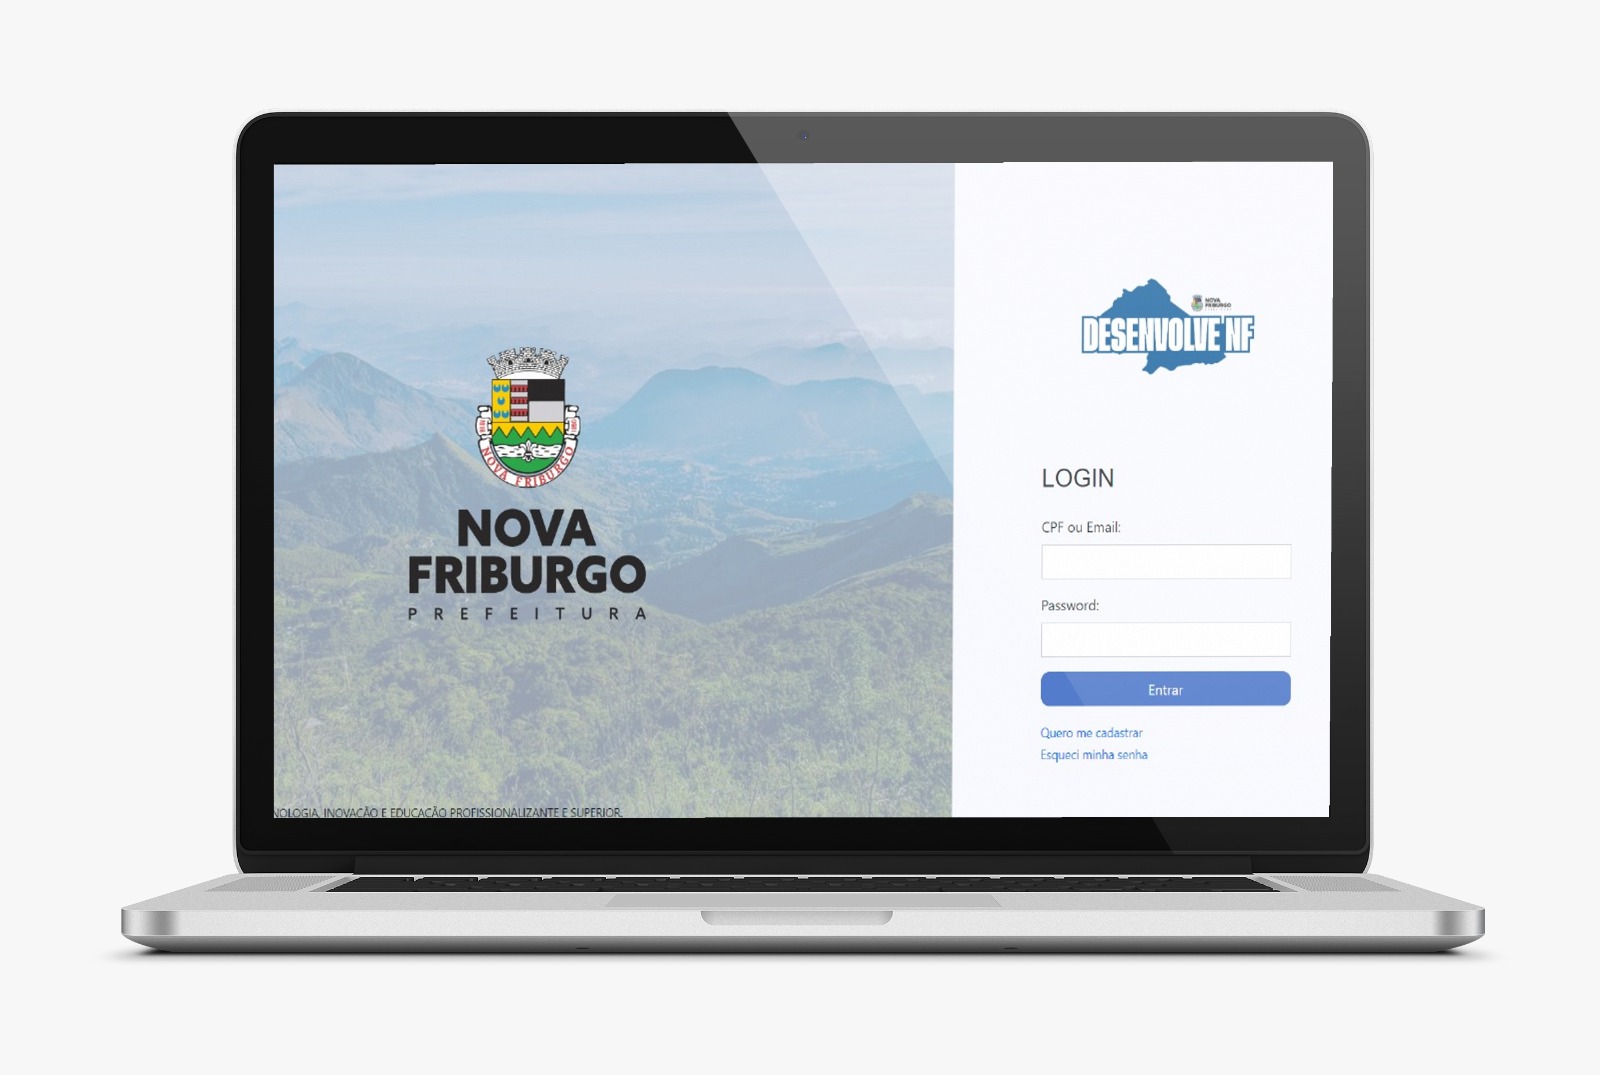 NOVA FRIBURGO
NOVA
FRIBURGO
PREFEITURA
NOLOGIA, INOVAÇÃO E EDUCAÇÃO PROFISSIONALIZANTE E SUPERIOR.
NOVA
FRIBURGO
DESENVOLVE NF
LOGIN
CPF ou Email:
Password:
Entrar
Quero me cadastrar
Esqueci minha senha